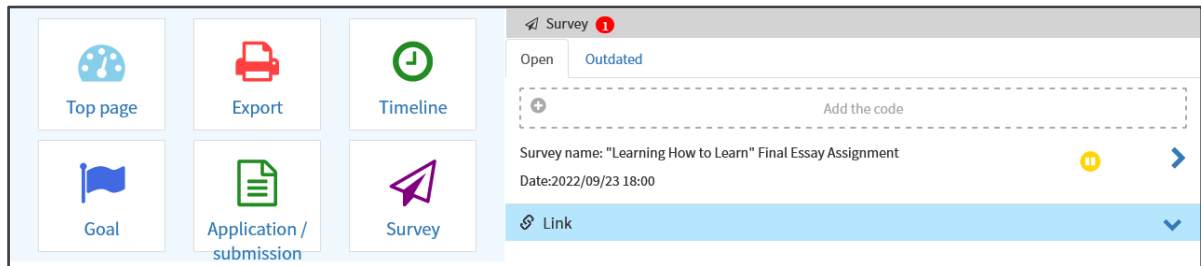 Top page
Export
Timeline
Goal
Application /
submission
Survey
Survey 1
Open
Outdated
Add the code
Survey name: "Learning How to Learn" Final Essay Assignment
Date:2022/09/23 18:00
Link